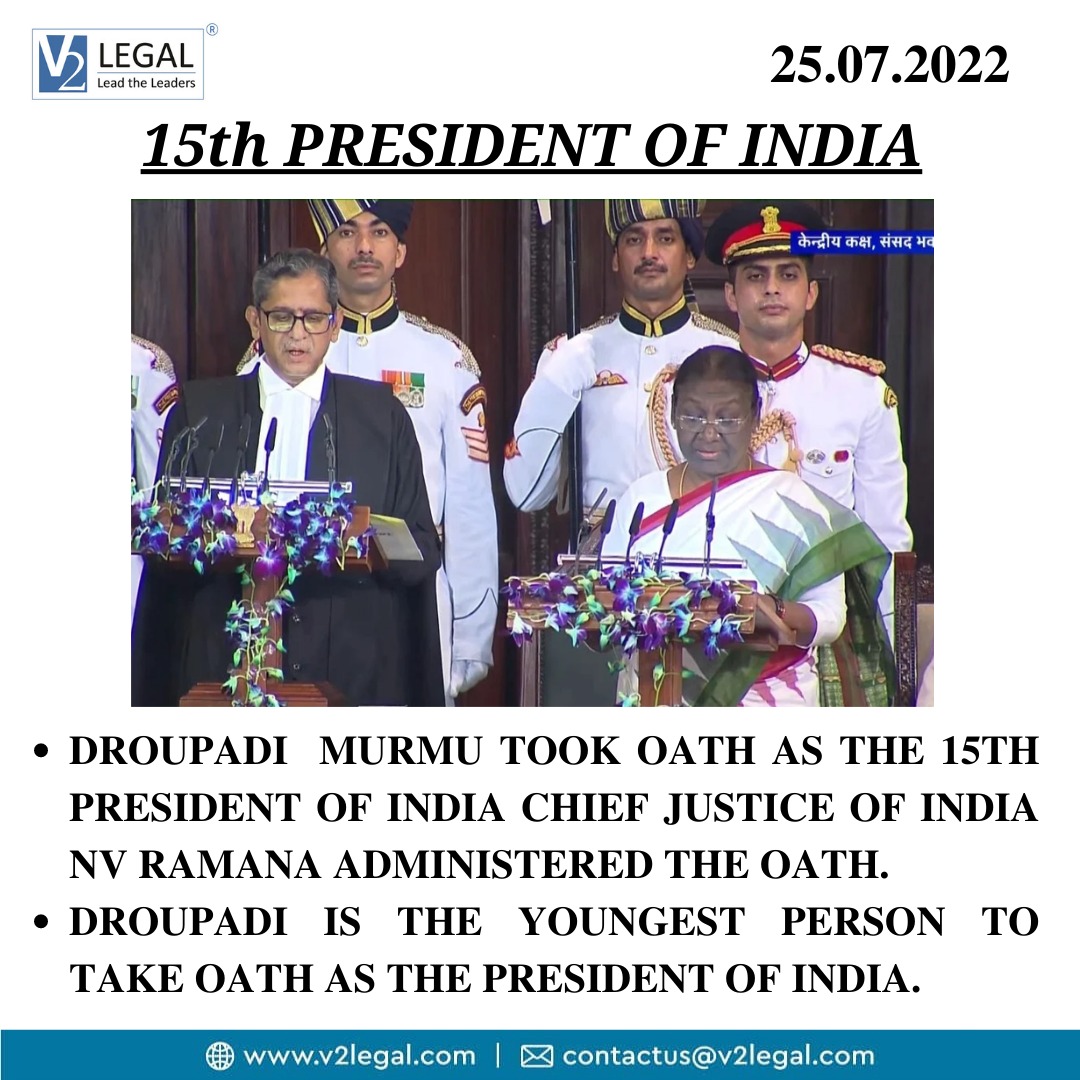 V2 LEGAL ®
Lead the Leaders
25.07.2022
15th PRESIDENT OF INDIA
केन्द्रीय कक्ष, संसद भव
DROUPADI MURMU TOOK OATH AS THE 15TH
PRESIDENT OF INDIA CHIEF JUSTICE OF INDIA
NV RAMANA ADMINISTERED THE OATH.
DROUPADI IS THE YOUNGEST PERSON TO
TAKE OATH AS THE PRESIDENT OF INDIA.
www.v2legal.com | contactus@v2legal.com